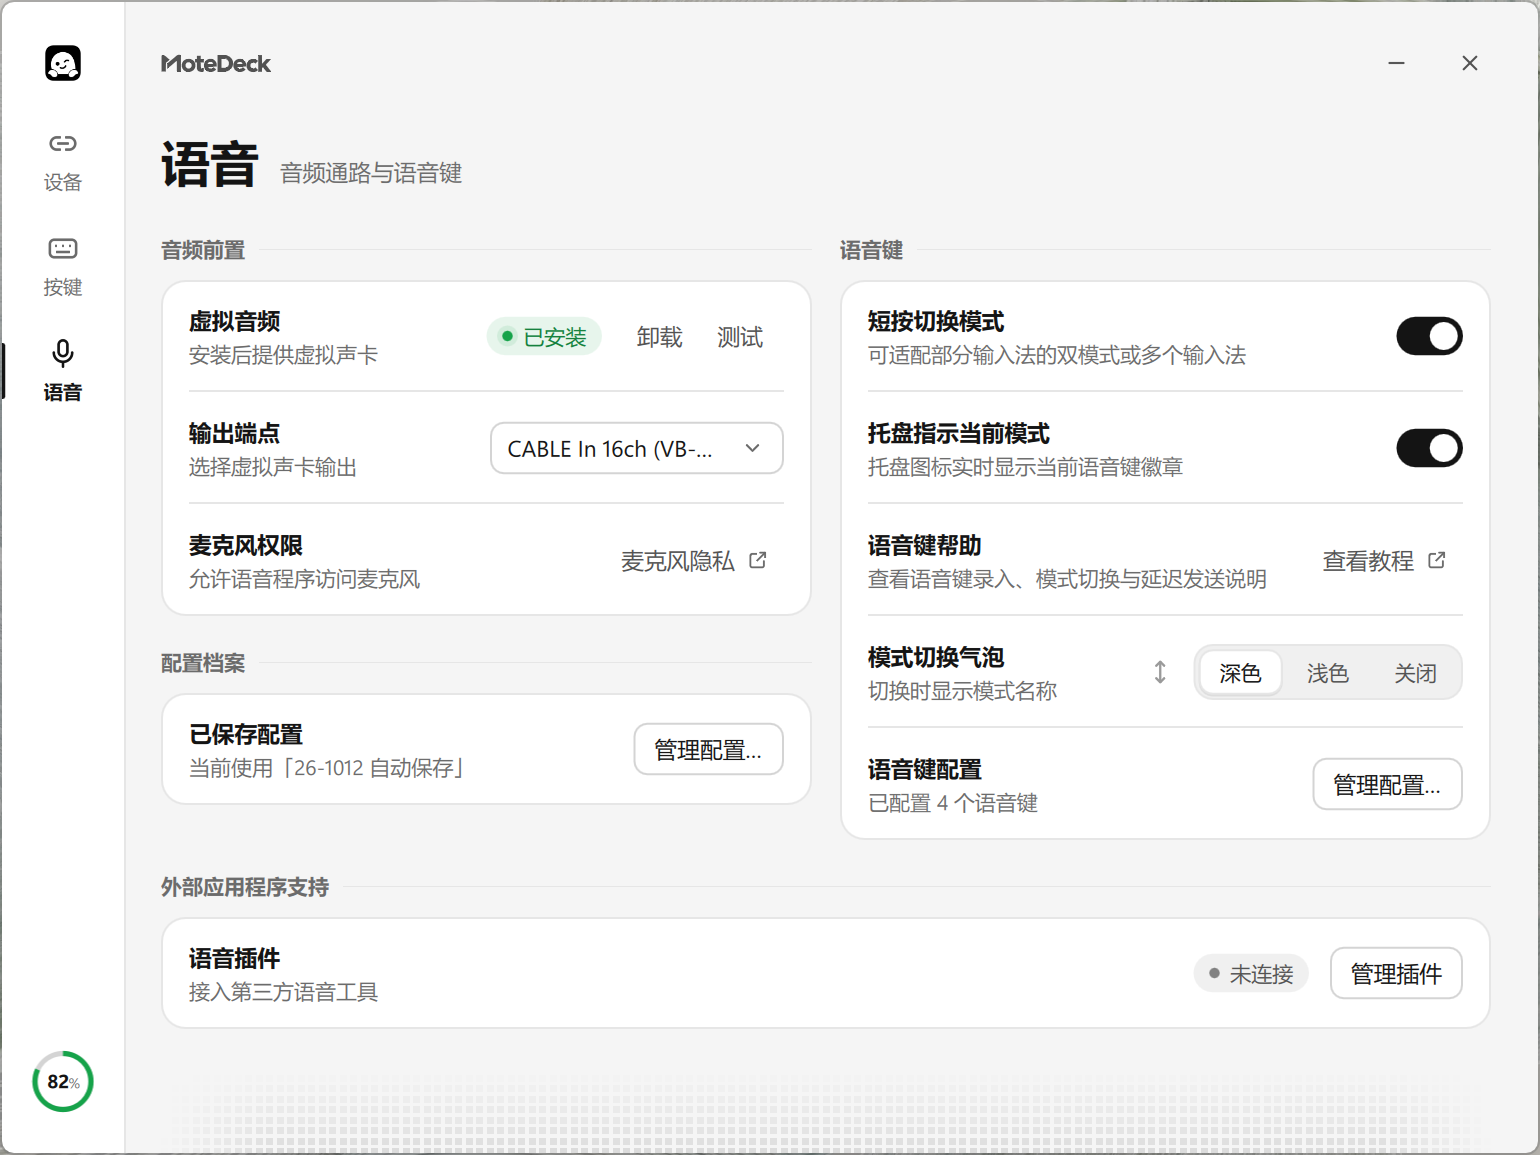 MoteDeck
设备
按键
语音
82%
语音 音频通路与语音键
音频前置
虚拟音频
安装后提供虚拟声卡
已安装 卸载 测试
输出端点
选择虚拟声卡输出
CABLE In 16ch (VB-...
麦克风权限
允许语音程序访问麦克风
麦克风隐私
配置档案
已保存配置
当前使用「26-1012 自动保存」
管理配置...
语音键
短按切换模式
可适配部分输入法的双模式或多个输入法
托盘指示当前模式
托盘图标实时显示当前语音键徽章
语音键帮助
查看语音键录入、模式切换与延迟发送说明
查看教程
模式切换气泡
切换时显示模式名称
深色 浅色 关闭
语音键配置
已配置 4 个语音键
管理配置...
外部应用程序支持
语音插件
接入第三方语音工具
未连接 管理插件